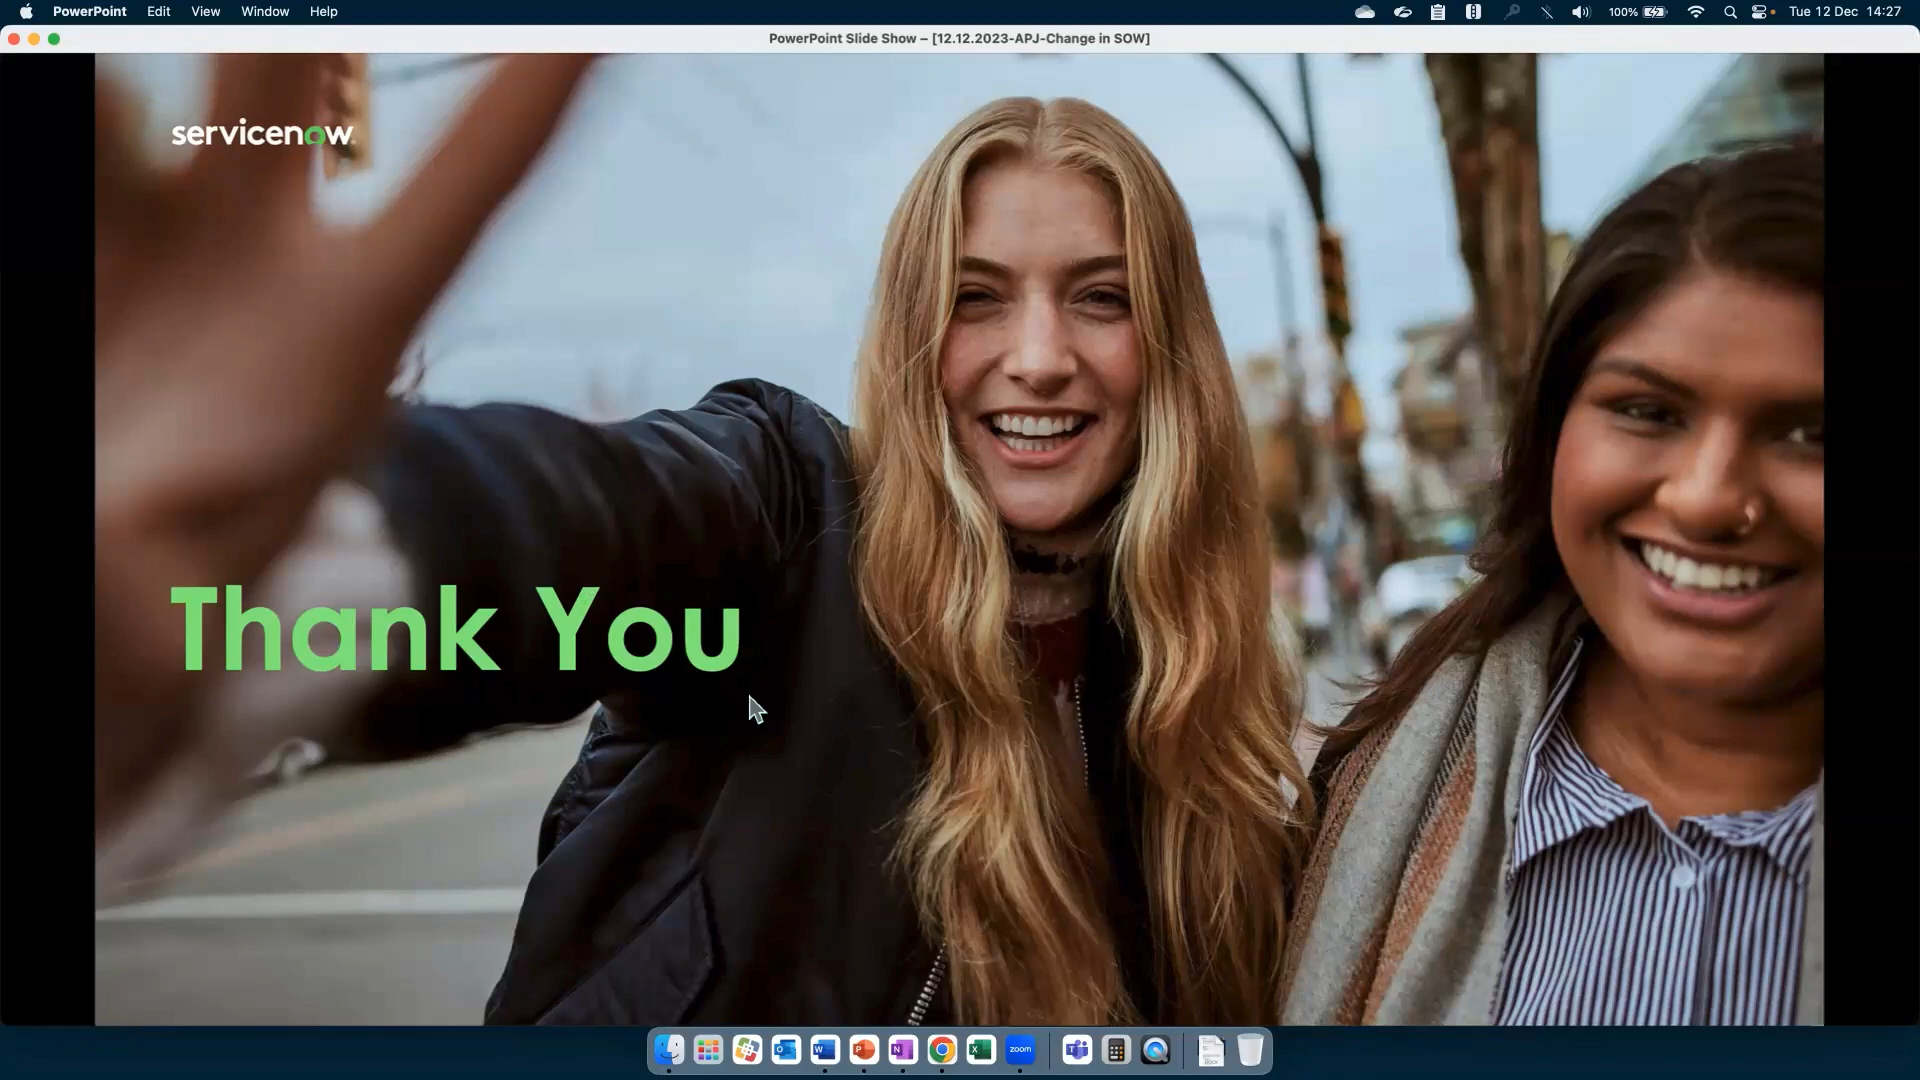 PowerPoint Edit View Window Help 100% Tue 12 Dec 14:27
PowerPoint Slide Show – [12.12.2023-APJ-Change in SOW]
servicenow
Thank You
zoom